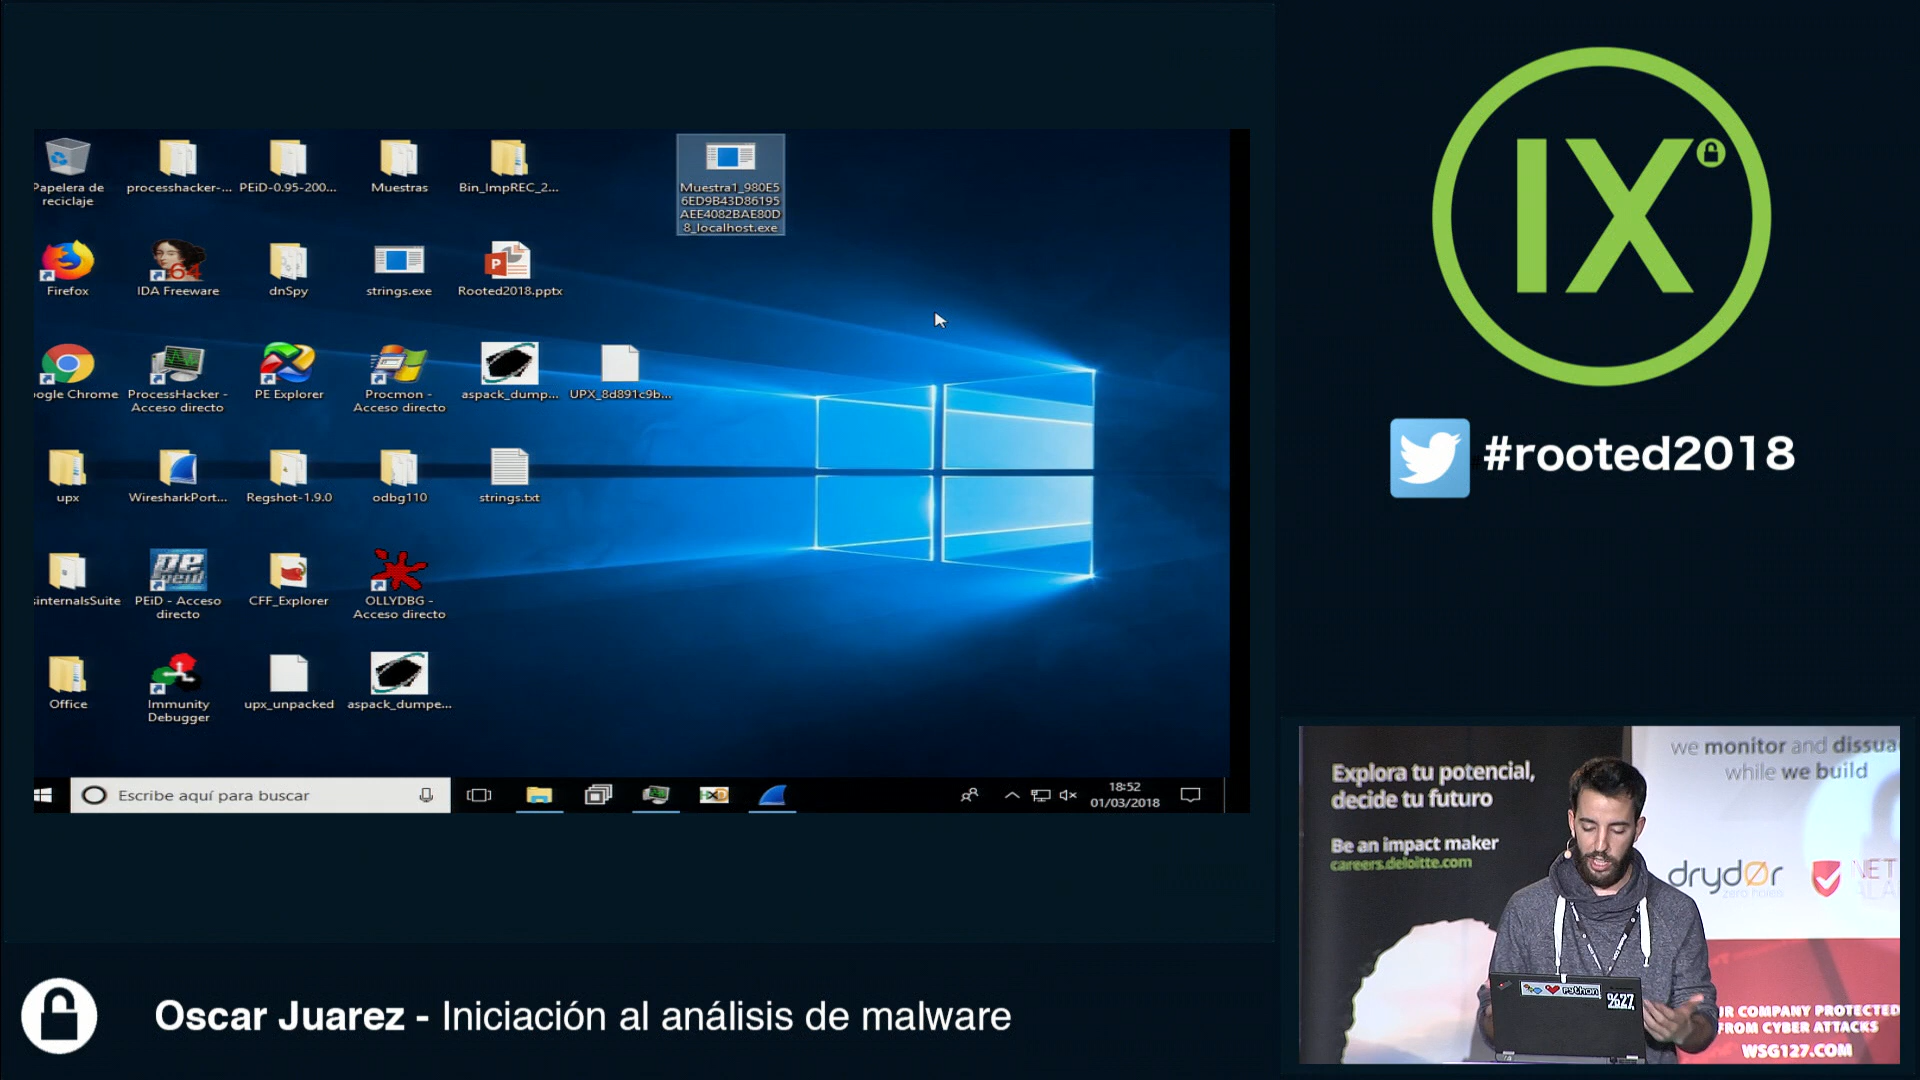 Papelera de
reciclaje
processhacker-...
PEiD-0.95-200...
Muestras
Bin_ImpREC_2...
Muestra1_980E5
6ED9B43D86195
AEE4082BAE80D
8_localhost.exe
Firefox
IDA Freeware
64
dnSpy
strings.exe
Rooted2018.pptx
ogle Chrome
ProcessHacker -
Acceso directo
PE Explorer
Procmon -
Acceso directo
aspack_dump...
UPX_8d891c9b...
upx
WiresharkPort...
Regshot-1.9.0
odbg110
strings.txt
sinternalsSuite
PEiD - Acceso
directo
CFF_Explorer
OLLYDBG -
Acceso directo
Office
Immunity
Debugger
upx_unpacked
aspack_dumpe...
Escribe aquí para buscar
18:52
01/03/2018
IX
#rooted2018
Explora tu potencial,
decide tu futuro
Be an impact maker
careers.deloitte.com
we monitor and dissua
while we build
drydør
zero holes
NET
python
UR COMPANY PROTECTED
FROM CYBER ATTACKS
WSG127.COM
Oscar Juarez - Iniciación al análisis de malware